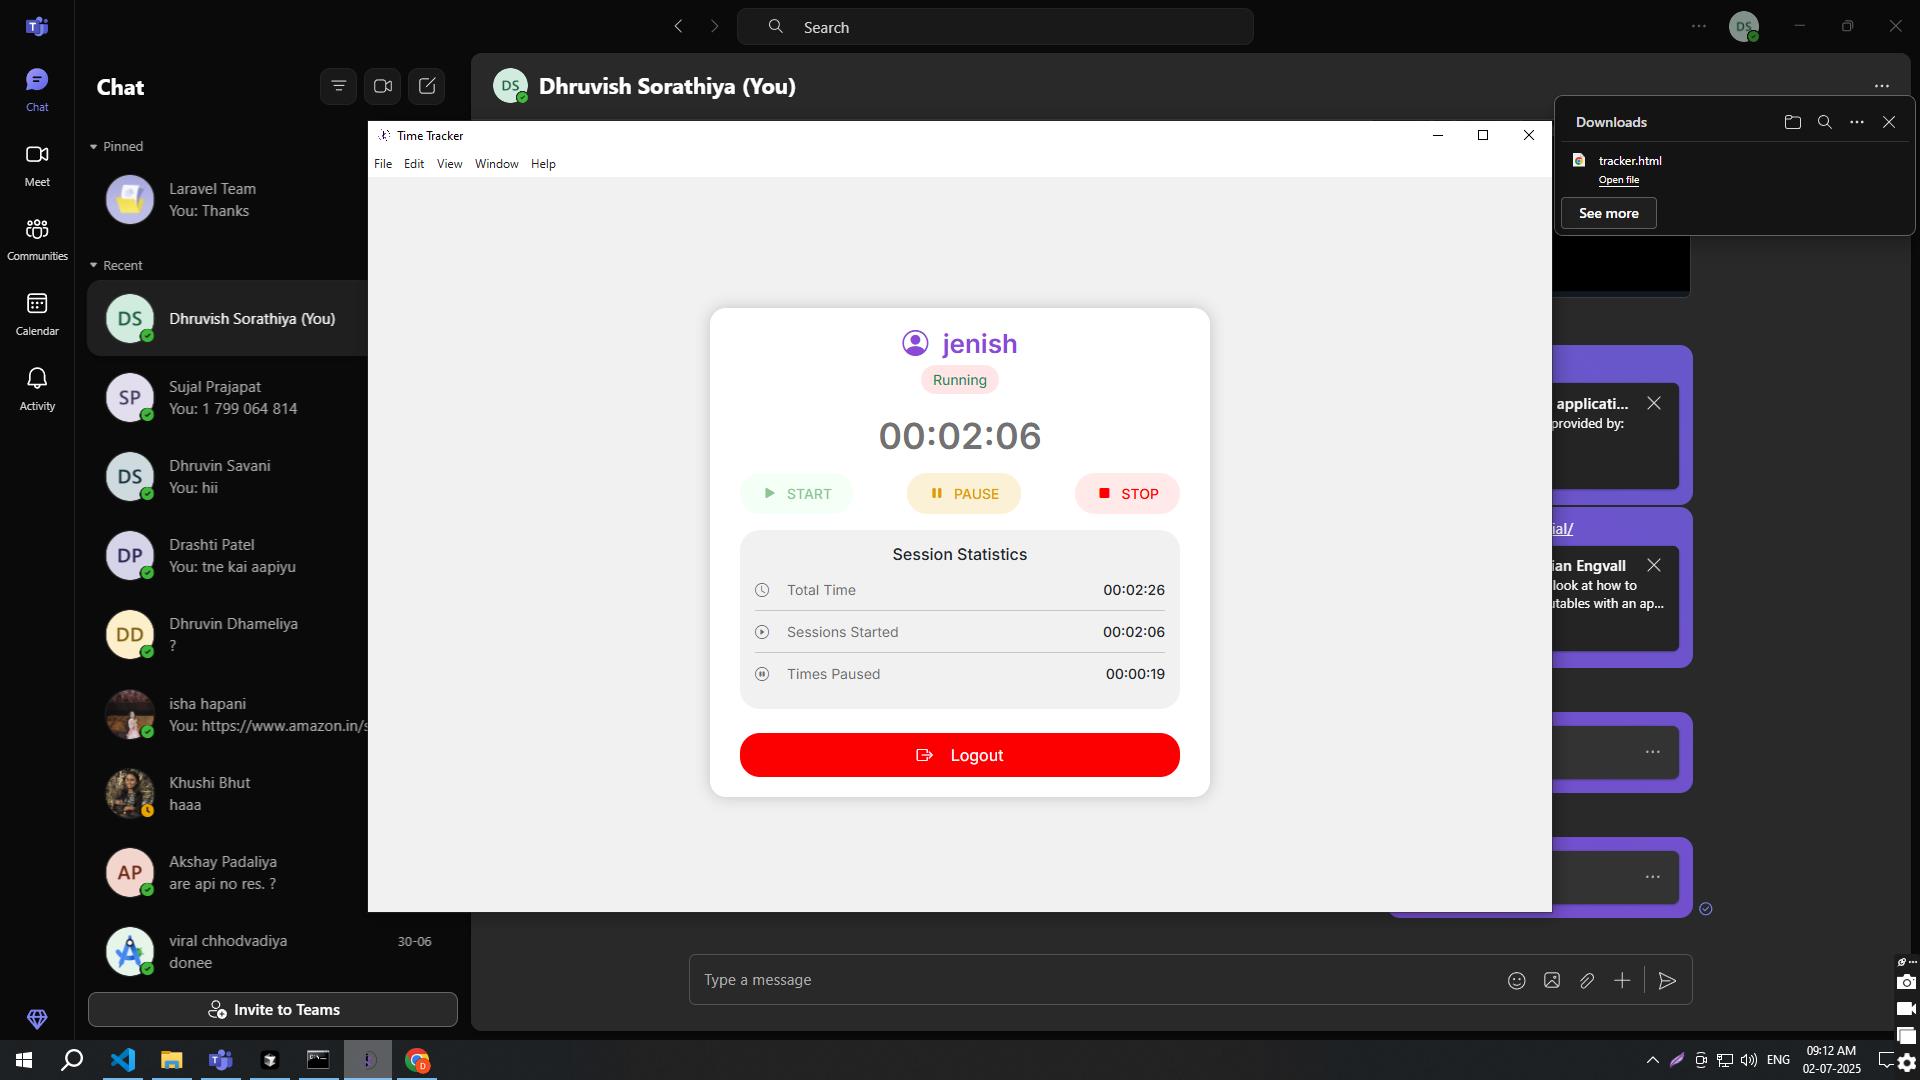 Search
DS
Chat
Chat
Meet
Communities
Calendar
Activity
Pinned
Laravel Team
You: Thanks
Recent
DS
Dhruvish Sorathiya (You)
SP
Sujal Prajapat
You: 1 799 064 814
DS
Dhruvin Savani
You: hii
DP
Drashti Patel
You: tne kai aapiyu
DD
Dhruvin Dhameliya
?
isha hapani
You: https://www.amazon.in/s
Khushi Bhut
haaa
AP
Akshay Padaliya
are api no res. ?
viral chhodvadiya
30-06
donee
Invite to Teams
DS
Dhruvish Sorathiya (You)
Time Tracker
File Edit View Window Help
jenish
Running
00:02:06
START
PAUSE
STOP
Session Statistics
Total Time 00:02:26
Sessions Started 00:02:06
Times Paused 00:00:19
Logout
Downloads
tracker.html
Open file
See more
applicati...
provided by:
ial/
ian Engvall
look at how to
utables with an ap...
Type a message
ENG
09:12 AM
02-07-2025